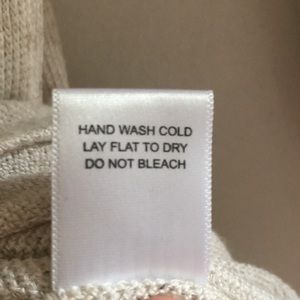 HAND WASH COLD
LAY FLAT TO DRY
DO NOT BLEACH